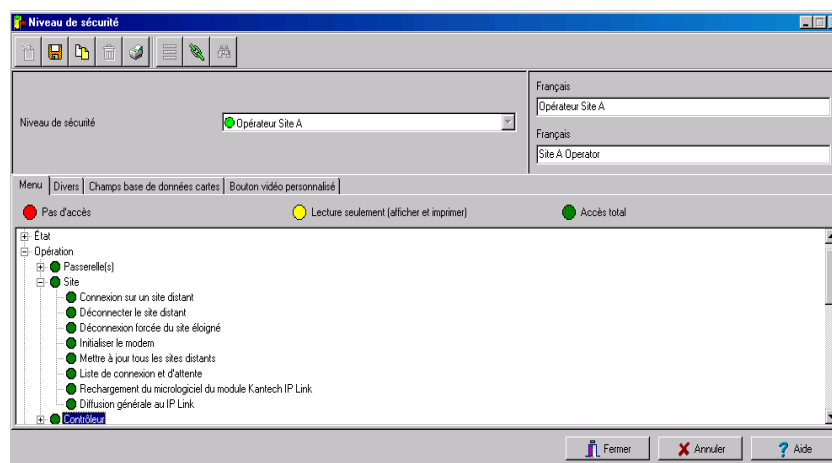 Niveau de sécurité
Français
Opérateur Site A
Niveau de sécurité
Opérateur Site A
Français
Site A Operator
Menu Divers Champs base de données cartes Bouton vidéo personnalisé
Pas d'accès Lecture seulement (afficher et imprimer) Accès total
État
Opération
Passerelle(s)
Site
Connexion sur un site distant
Déconnecter le site distant
Déconnexion forcée du site éloigné
Initialiser le modem
Mettre à jour tous les sites distants
Liste de connexion et d'attente
Rechargement du micrologiciel du module Kantech IP Link
Diffusion générale au IP Link
Contrôleur
Fermer Annuler Aide